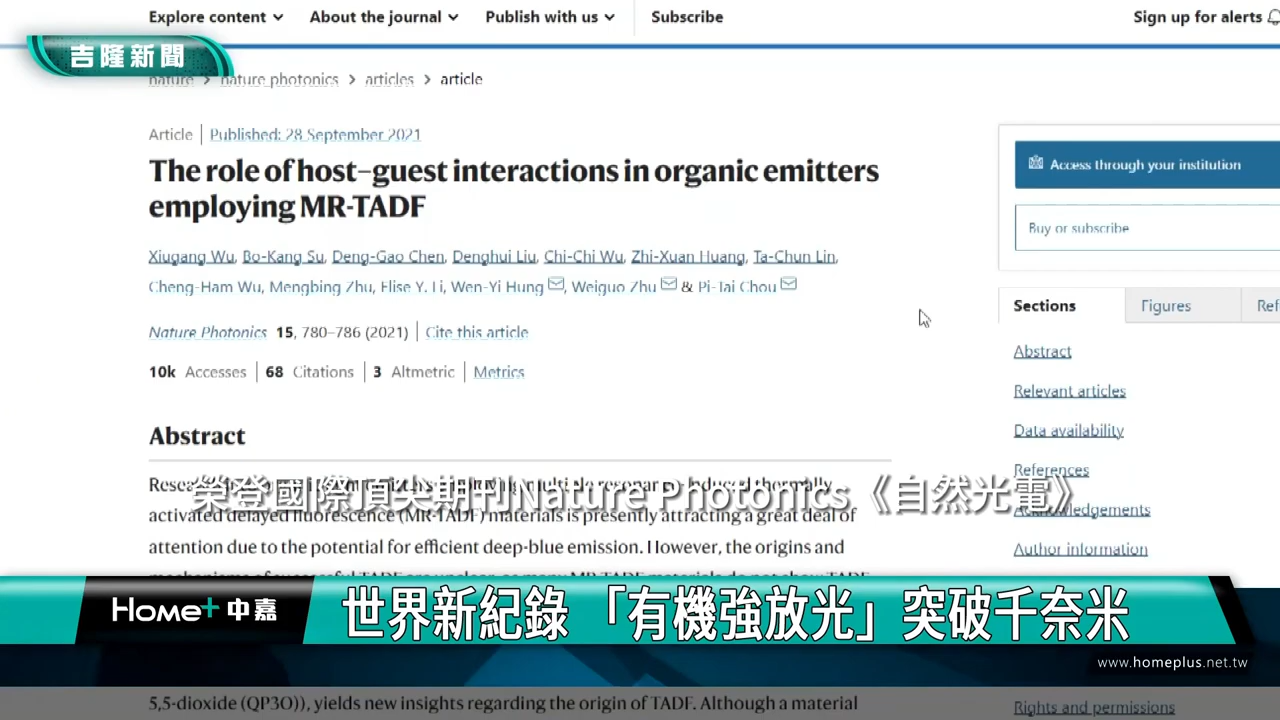 Explore content
About the journal
Publish with us
Subscribe
Sign up for alerts
吉隆新聞
nature > nature photonics > articles > article
Article | Published: 28 September 2021
The role of host–guest interactions in organic emitters
employing MR-TADF
Access through your institution
Buy or subscribe
Xiugang Wu, Bo-Kang Su, Deng-Gao Chen, Denghui Liu, Chi-Chi Wu, Zhi-Xuan Huang, Ta-Chun Lin,
Cheng-Ham Wu, Mengbing Zhu, Elise Y. Li, Wen-Yi Hung, Weiguo Zhu & Pi-Tai Chou
Nature Photonics 15, 780–786 (2021) | Cite this article
10k Accesses | 68 Citations | 3 Altmetric | Metrics
Sections
Figures
Ref
Abstract
Relevant articles
Data availability
References
Acknowledgements
Author information
Abstract
榮登國際頂尖期刊Nature Photonics《自然光電》
activated delayed fluorescence (MR-TADF) materials is presently attracting a great deal of
attention due to the potential for efficient deep-blue emission. However, the origins and
Home+中嘉
世界新紀錄 「有機強放光」突破千奈米
www.homeplus.net.tw
5,5-dioxide (QP3O)), yields new insights regarding the origin of TADF. Although a material
Rights and permissions